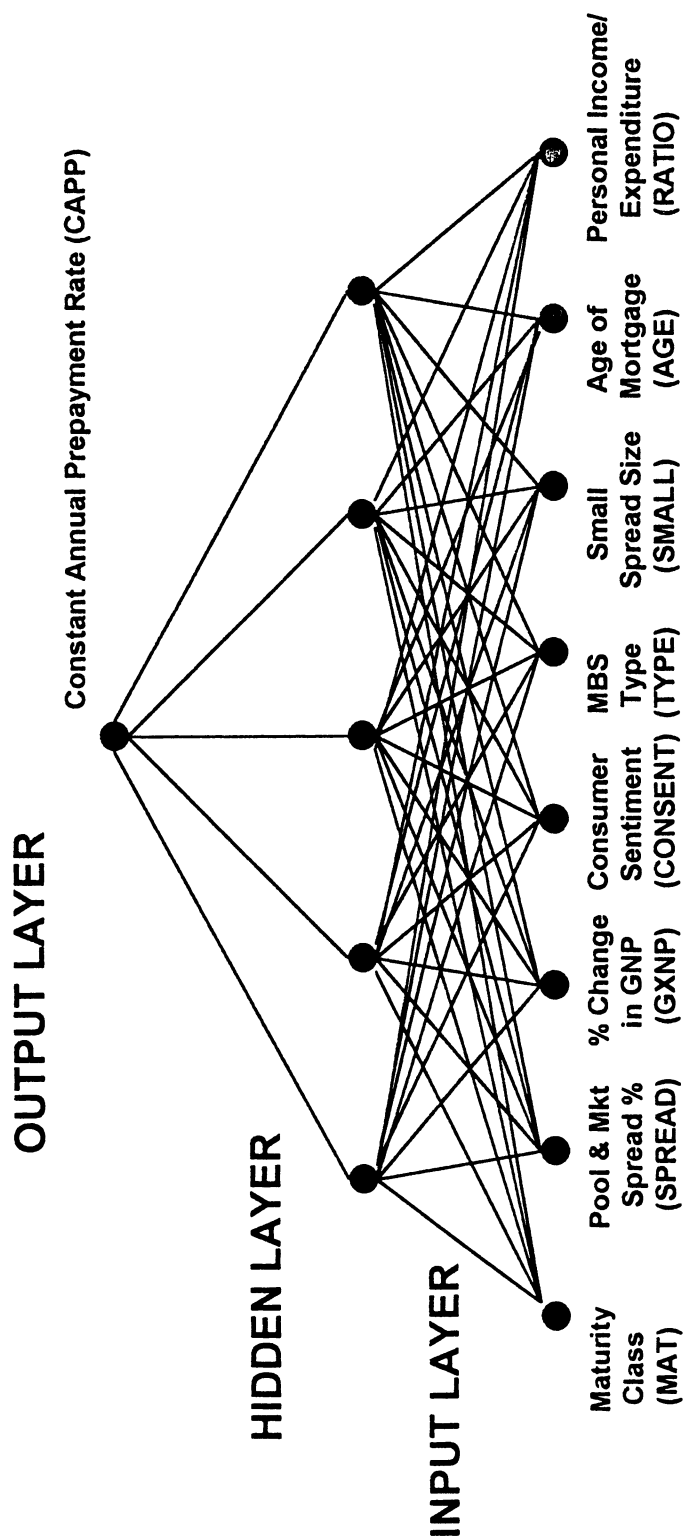 OUTPUT LAYER
Constant Annual Prepayment Rate (CAPP)
HIDDEN LAYER
INPUT LAYER
Maturity
Class
(MAT)
Pool & Mkt
Spread %
(SPREAD)
% Change
in GNP
(GXNP)
Consumer
Sentiment
(CONSENT)
MBS
Type
(TYPE)
Small
Spread Size
(SMALL)
Age of
Mortgage
(AGE)
Personal Income/
Expenditure
(RATIO)